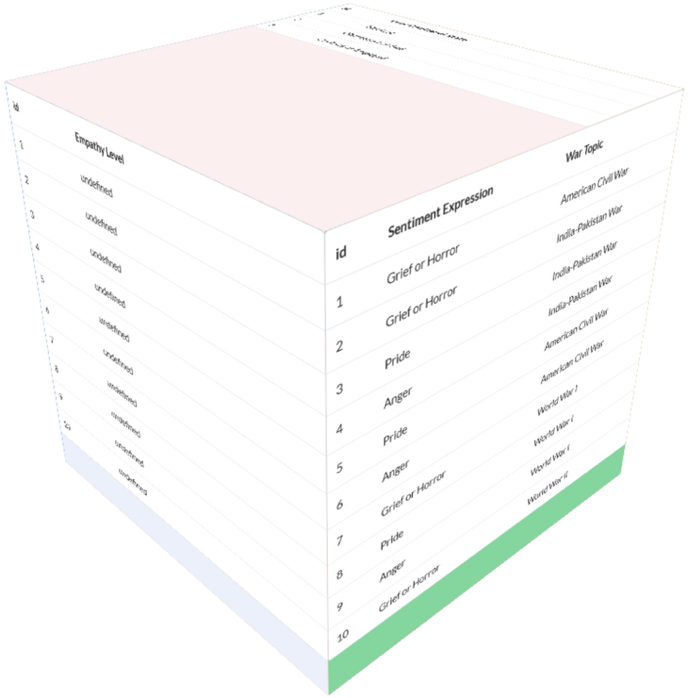 id Empathy Level
1 undefined
2 undefined
3 undefined
4 undefined
5 undefined
6 undefined
7 undefined
8 undefined
9 undefined
10 undefined
id Sentiment Expression War Topic
1 Grief or Horror American Civil War
2 Grief or Horror India-Pakistan War
3 Pride India-Pakistan War
4 Anger India-Pakistan War
5 Pride American Civil War
6 Anger American Civil War
7 Grief or Horror World War I
8 Pride World War I
9 Anger World War I
10 Grief or Horror World War II